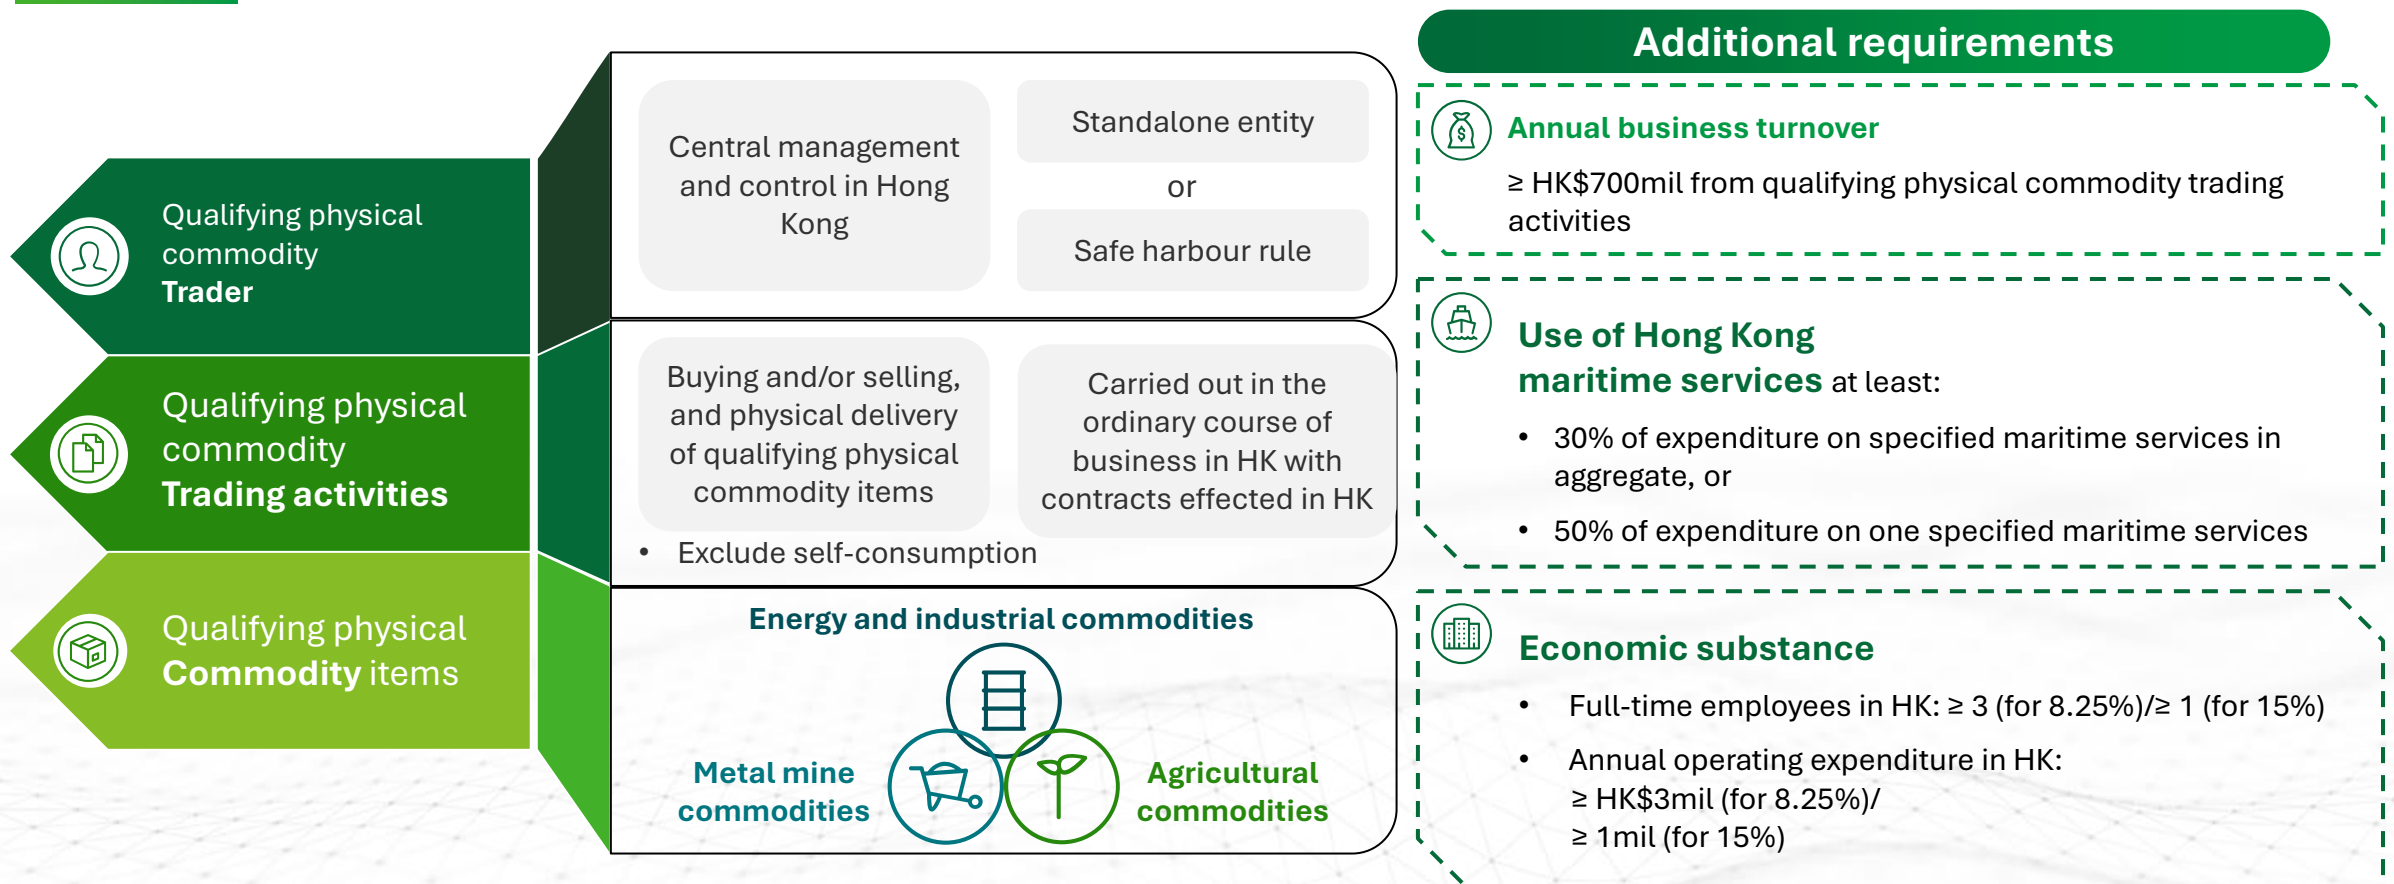 Qualifying physical
commodity
Trader
Central management
and control in Hong
Kong
Standalone entity
or
Safe harbour rule
Qualifying physical
commodity
Trading activities
Buying and/or selling,
and physical delivery
of qualifying physical
commodity items
Carried out in the
ordinary course of
business in HK with
contracts effected in HK
• Exclude self-consumption
Qualifying physical
Commodity items
Energy and industrial commodities
Metal mine
commodities
Agricultural
commodities
Additional requirements
$
Annual business turnover
≥ HK$700mil from qualifying physical commodity trading
activities
Use of Hong Kong
maritime services at least:
• 30% of expenditure on specified maritime services in
aggregate, or
• 50% of expenditure on one specified maritime services
Economic substance
• Full-time employees in HK: ≥ 3 (for 8.25%)/≥ 1 (for 15%)
• Annual operating expenditure in HK:
≥ HK$3mil (for 8.25%)/
≥ 1mil (for 15%)